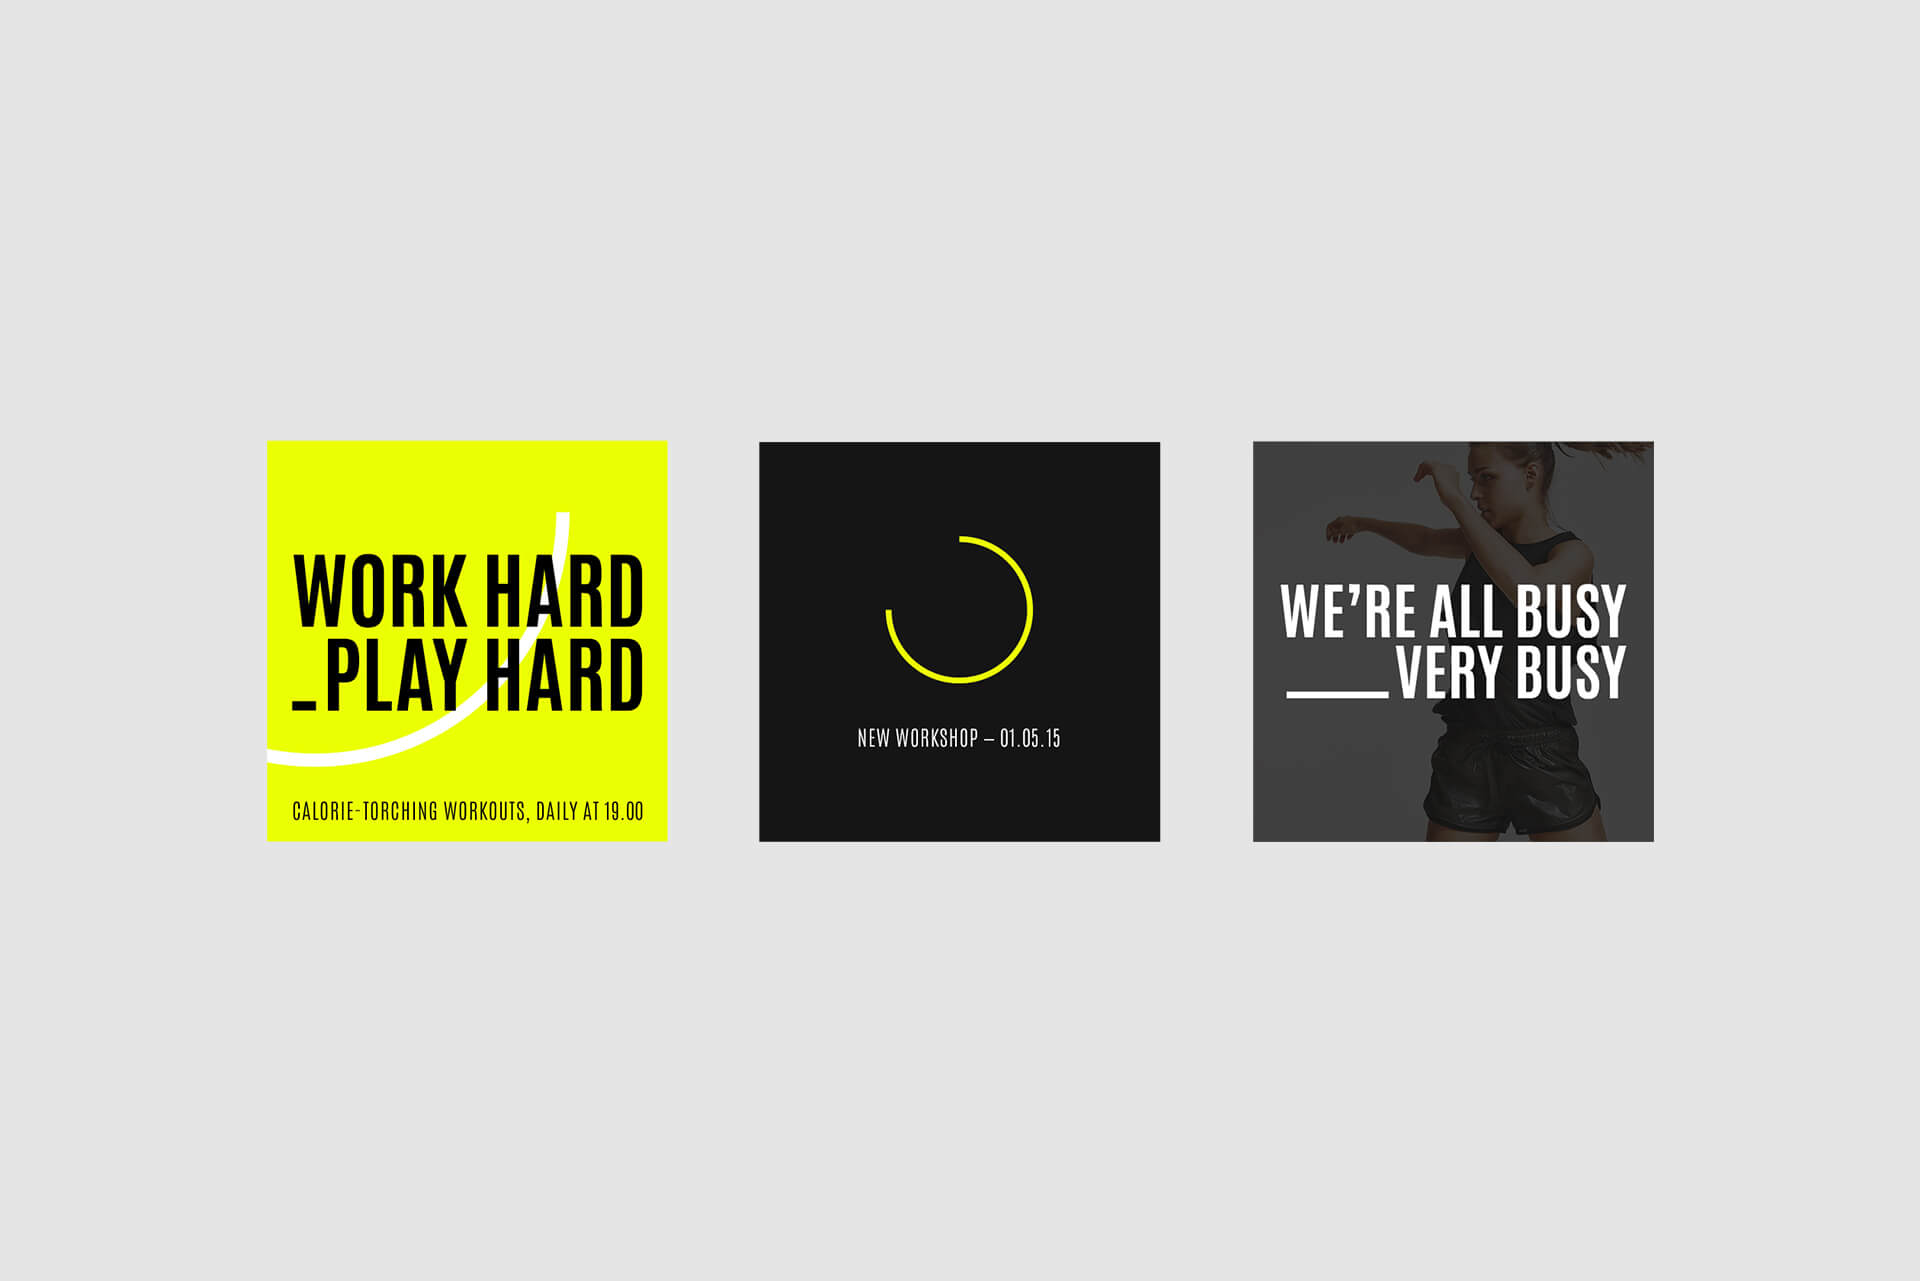 WORK HARD
_PLAY HARD
CALORIE-TORCHING WORKOUTS, DAILY AT 19.00
NEW WORKSHOP – 01.05.15
WE’RE ALL BUSY
____VERY BUSY